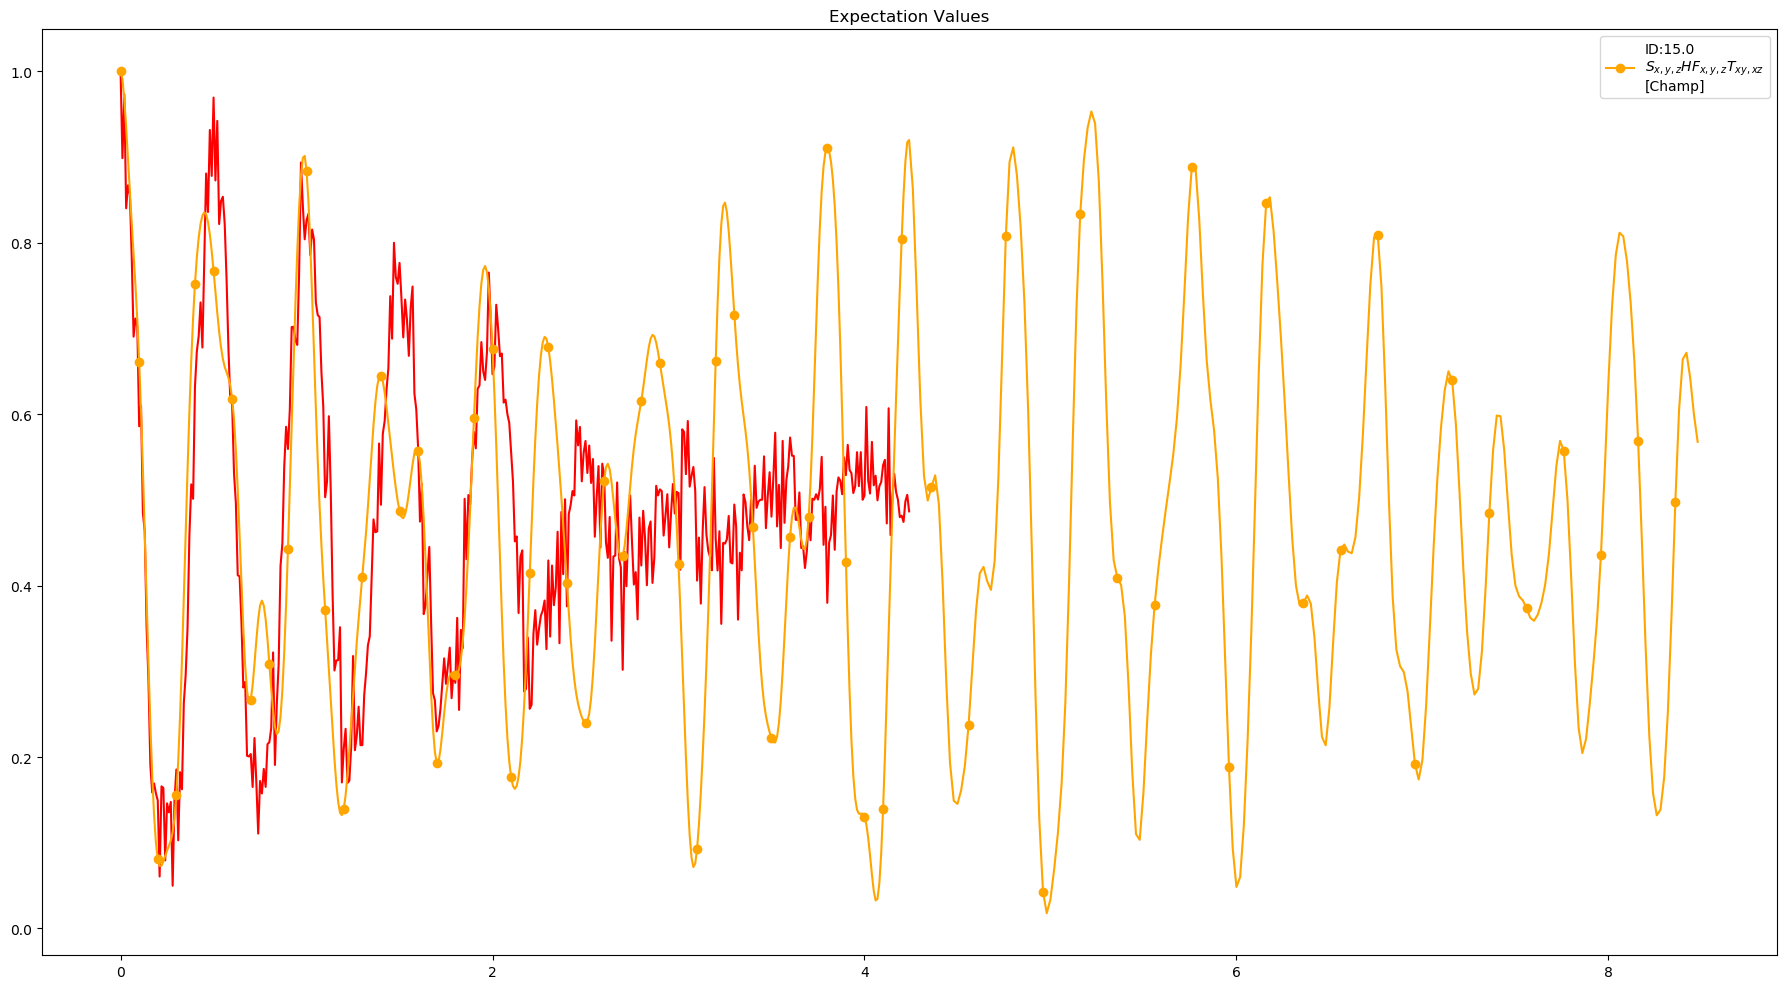 Expectation Values
ID:15.0
$S_{x,y,z}HF_{x,y,z}T_{xy,xz}$
[Champ]
1.0
0.8
0.6
0.4
0.2
0.0
0 2 4 6 8